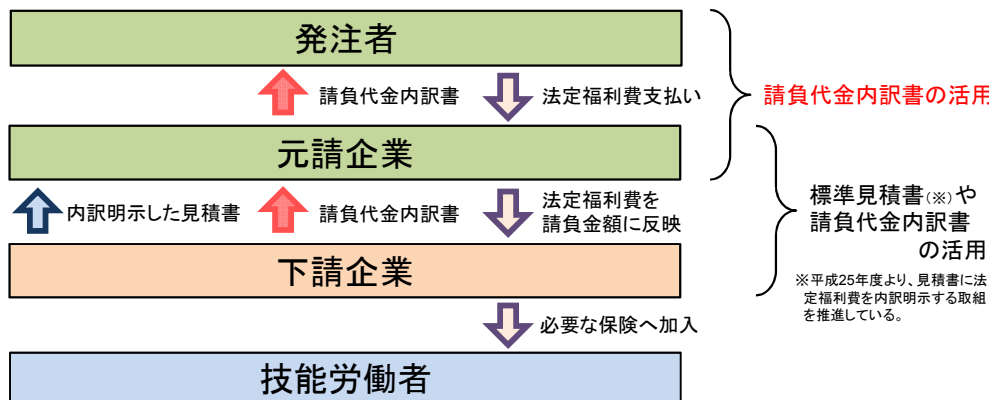 発注者
請負代金内訳書
法定福利費支払い
請負代金内訳書の活用
元請企業
内訳明示した見積書
請負代金内訳書
法定福利費を
請負金額に反映
標準見積書(※)や
請負代金内訳書
の活用
※平成25年度より、見積書に法
定福利費を内訳明示する取組
を推進している。
下請企業
必要な保険へ加入
技能労働者